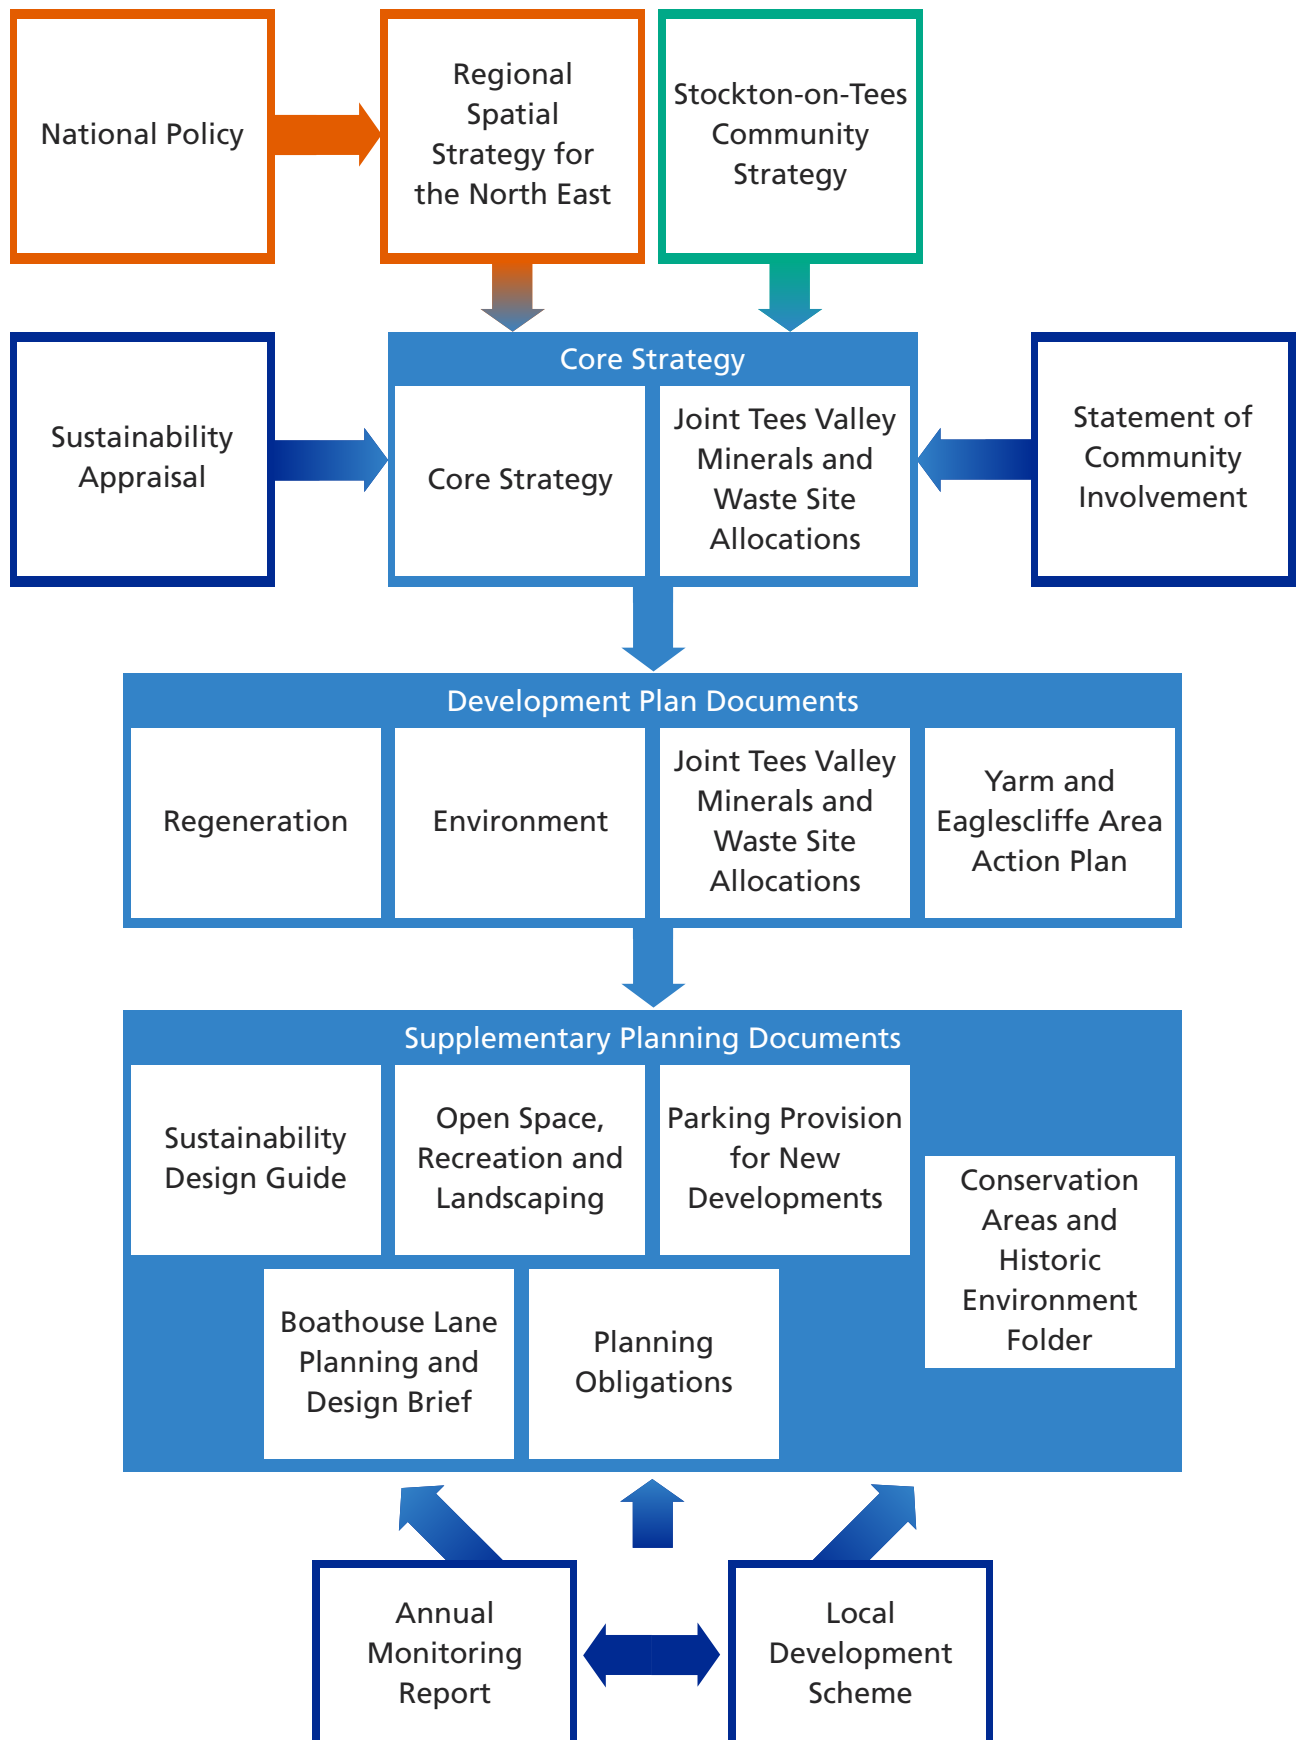 National Policy
Regional
Spatial
Strategy for
the North East
Stockton-on-Tees
Community
Strategy
Sustainability
Appraisal
Core Strategy
Core Strategy
Joint Tees Valley
Minerals and
Waste Site
Allocations
Statement of
Community
Involvement
Development Plan Documents
Regeneration
Environment
Joint Tees Valley
Minerals and
Waste Site
Allocations
Yarm and
Eaglescliffe Area
Action Plan
Supplementary Planning Documents
Sustainability
Design Guide
Open Space,
Recreation and
Landscaping
Parking Provision
for New
Developments
Conservation
Areas and
Historic
Environment
Folder
Boathouse Lane
Planning and
Design Brief
Planning
Obligations
Annual
Monitoring
Report
Local
Development
Scheme